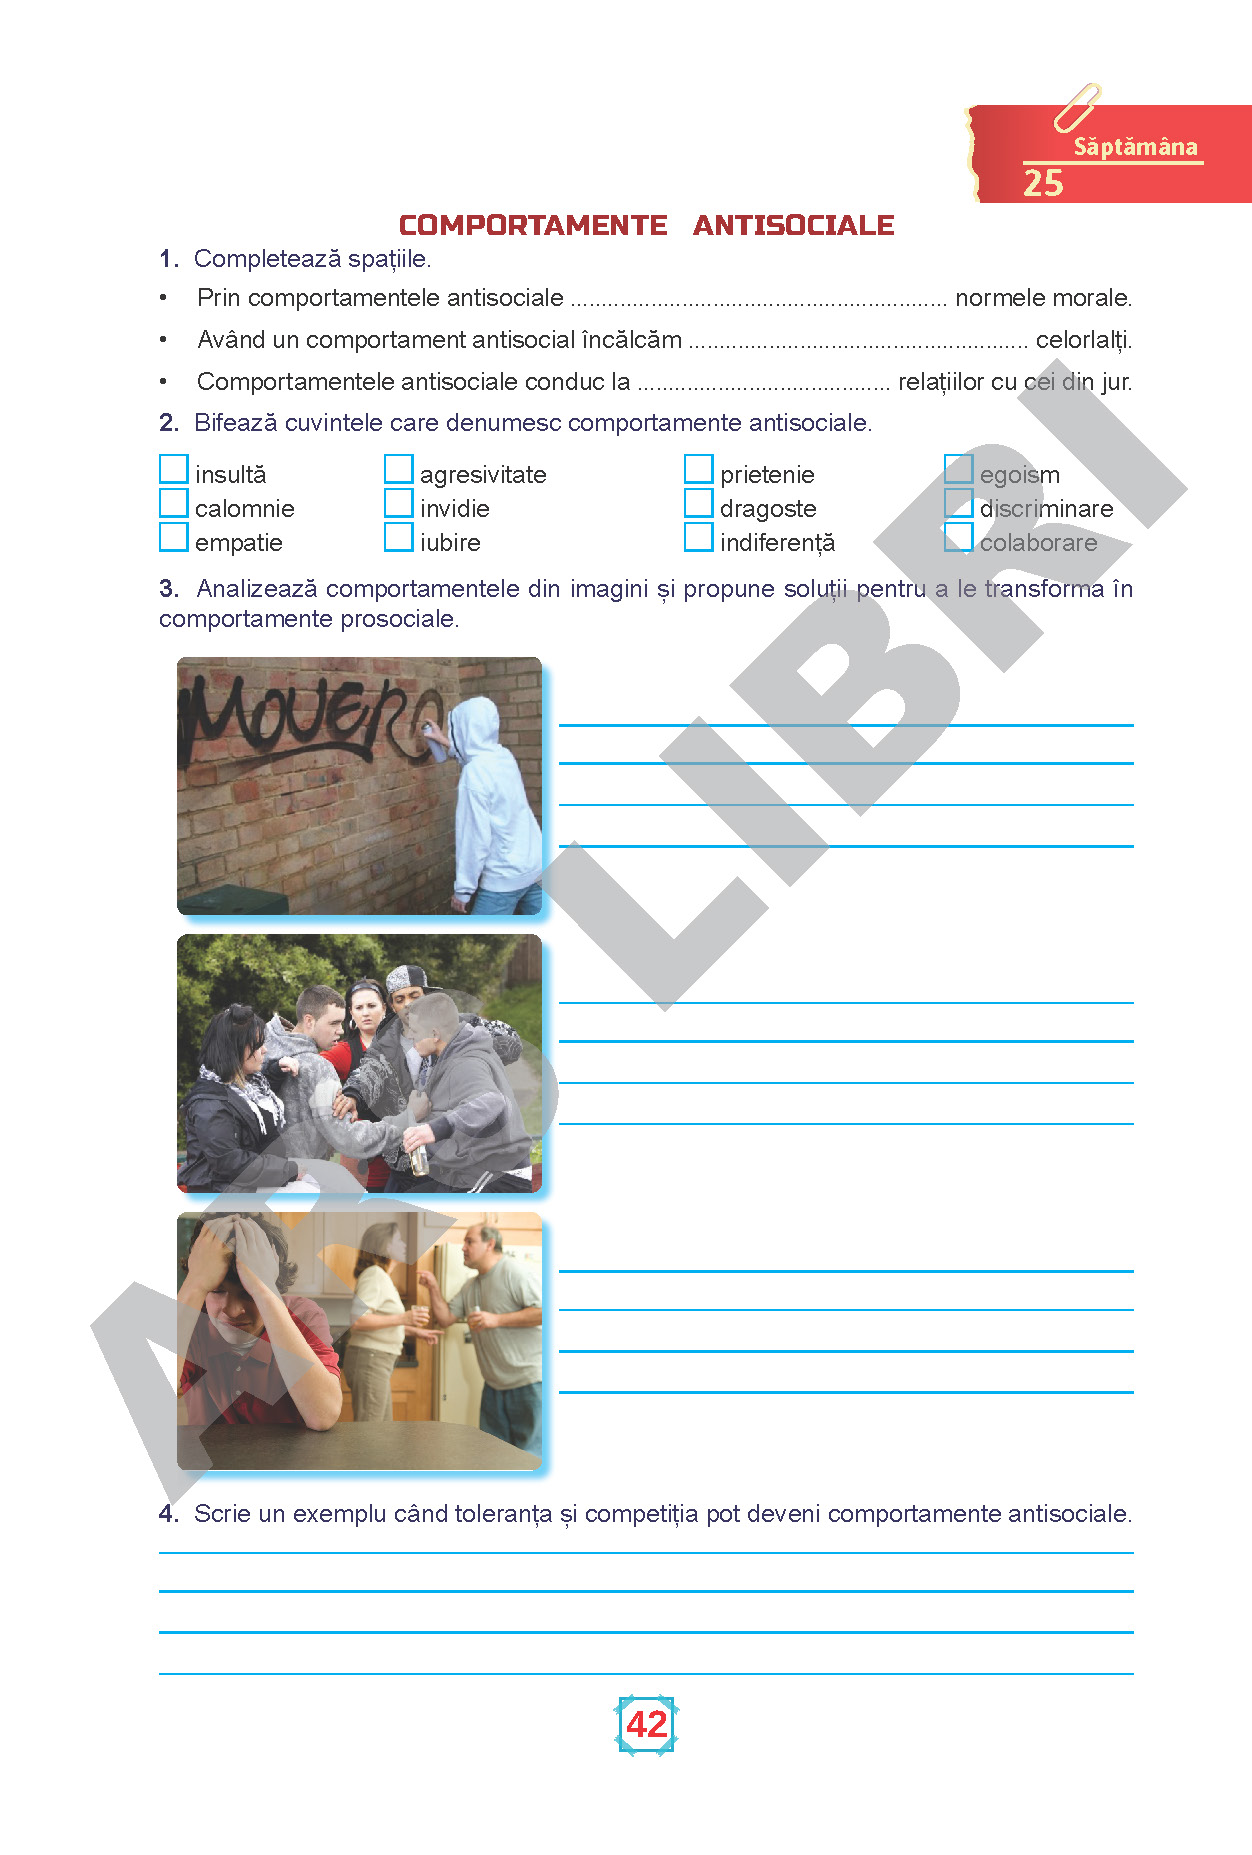 Săptămâna
25
COMPORTAMENTE ANTISOCIALE
1. Completează spațiile.
• Prin comportamentele antisociale ............................................................. normele morale.
• Având un comportament antisocial încălcăm ....................................................... celorlalți.
• Comportamentele antisociale conduc la ......................................... relațiilor cu cei din jur.
2. Bifează cuvintele care denumesc comportamente antisociale.
insultă agresivitate prietenie egoism
calomnie invidie dragoste discriminare
empatie iubire indiferență colaborare
3. Analizează comportamentele din imagini și propune soluții pentru a le transforma în
comportamente prosociale.
MOVERO
4. Scrie un exemplu când toleranța și competiția pot deveni comportamente antisociale.
42
ARS LIBRI